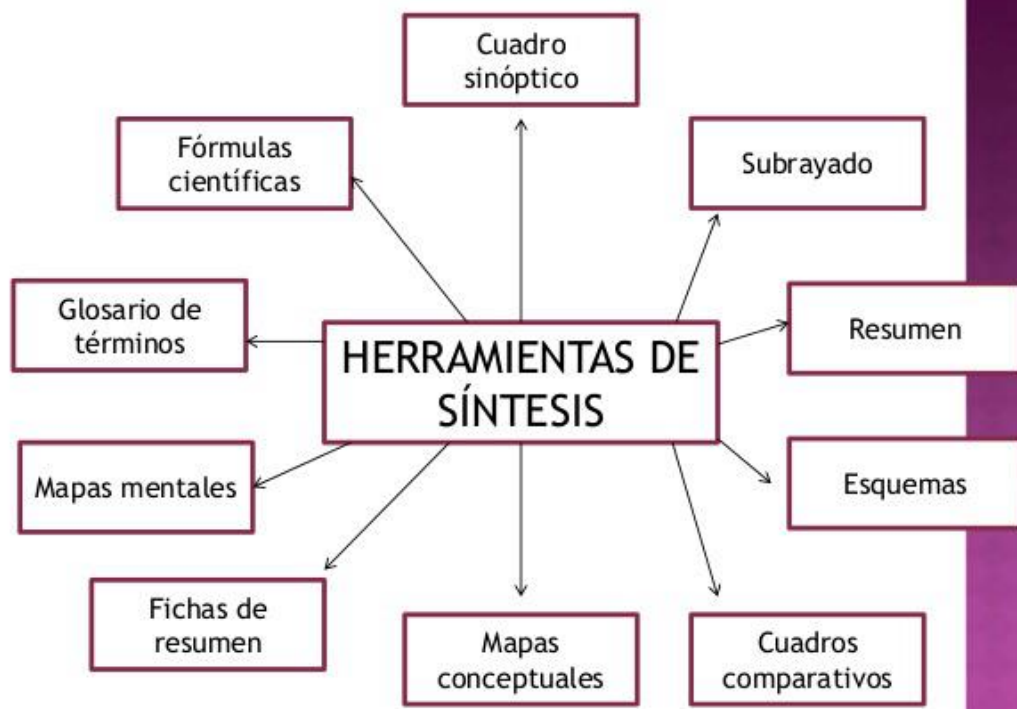 Cuadro
sinóptico
Fórmulas
científicas
Subrayado
Glosario de
términos
HERRAMIENTAS DE
SÍNTESIS
Resumen
Mapas mentales
Esquemas
Fichas de
resumen
Mapas
conceptuales
Cuadros
comparativos